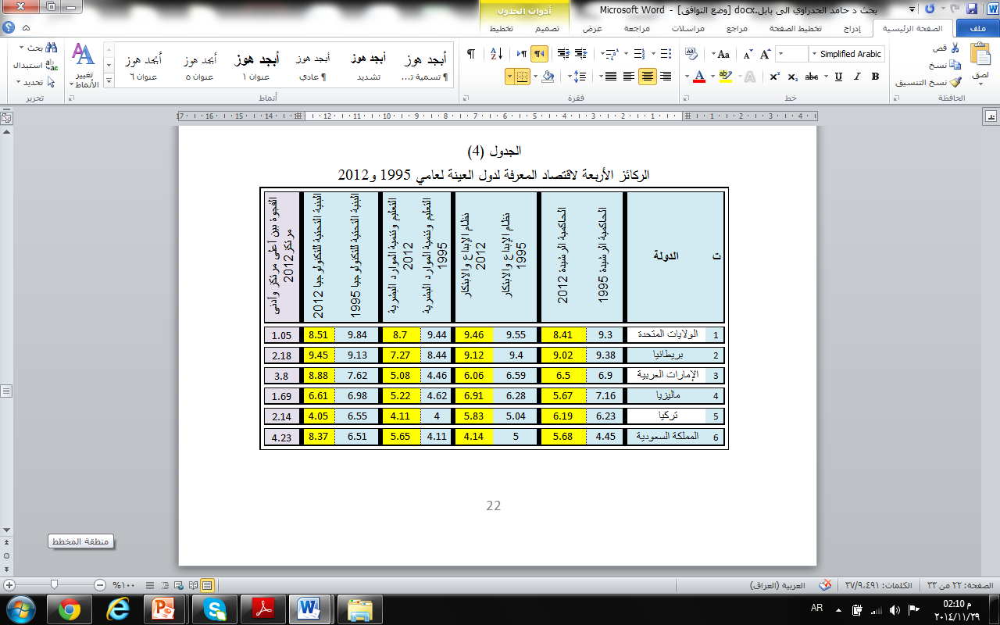 بحث د حامد الحدراوي الى بابل.docx [وضع التوافق] - Microsoft Word
أدوات الجدول
ملف
الصفحة الرئيسية
إدراج
تخطيط الصفحة
مراجع
مراسلات
مراجعة
عرض
تصميم
تخطيط
لصق
قص
نسخ
نسخ التنسيق
الحافظة
Simplified Arabic
خط
فقرة
أبجد هوز
¶ تسمية ت...
أبجد هوز
تشديد
أبجد هوز
¶ عادي
أبجد هوز
عنوان ١
أبجد هوز
عنوان ٥
أبجد هوز
عنوان ٦
تغيير الأنماط
أنماط
بحث
استبدال
تحديد
تحرير
الجدول (4)
الركائز الأربعة لاقتصاد المعرفة لدول العينة لعامي 1995 و2012
ت
الدولة
الحاكمية الرشيدة 1995
الحاكمية الرشيدة 2012
نظام الإبداع والابتكار 1995
نظام الإبداع والابتكار 2012
التعليم وتنمية الموارد البشرية 1995
التعليم وتنمية الموارد البشرية 2012
البنية التحتية للتكنولوجيا 1995
البنية التحتية للتكنولوجيا 2012
الفجوة بين أعلى مرتكز وأدنى مرتكز 2012
1 الولايات المتحدة 9.3 8.41 9.55 9.46 9.44 8.7 9.84 8.51 1.05
2 بريطانيا 9.38 9.02 9.4 9.12 8.44 7.27 9.13 9.45 2.18
3 الإمارات العربية 6.9 6.5 6.59 6.06 4.46 5.08 7.62 8.88 3.8
4 ماليزيا 7.16 5.67 6.28 6.91 4.62 5.22 6.98 6.61 1.69
5 تركيا 6.23 6.19 5.04 5.83 4 4.11 6.55 4.05 2.14
6 المملكة السعودية 4.45 5.68 5 4.14 4.11 5.65 6.51 8.37 4.23
22
منطقة المخطط
الصفحة: ٢٢ من ٣٣
الكلمات: ٣٧/٩،٤٩١
العربية (العراق)
٪١٠٠
AR
02:10 م
٢٠١٤/١١/٢٩